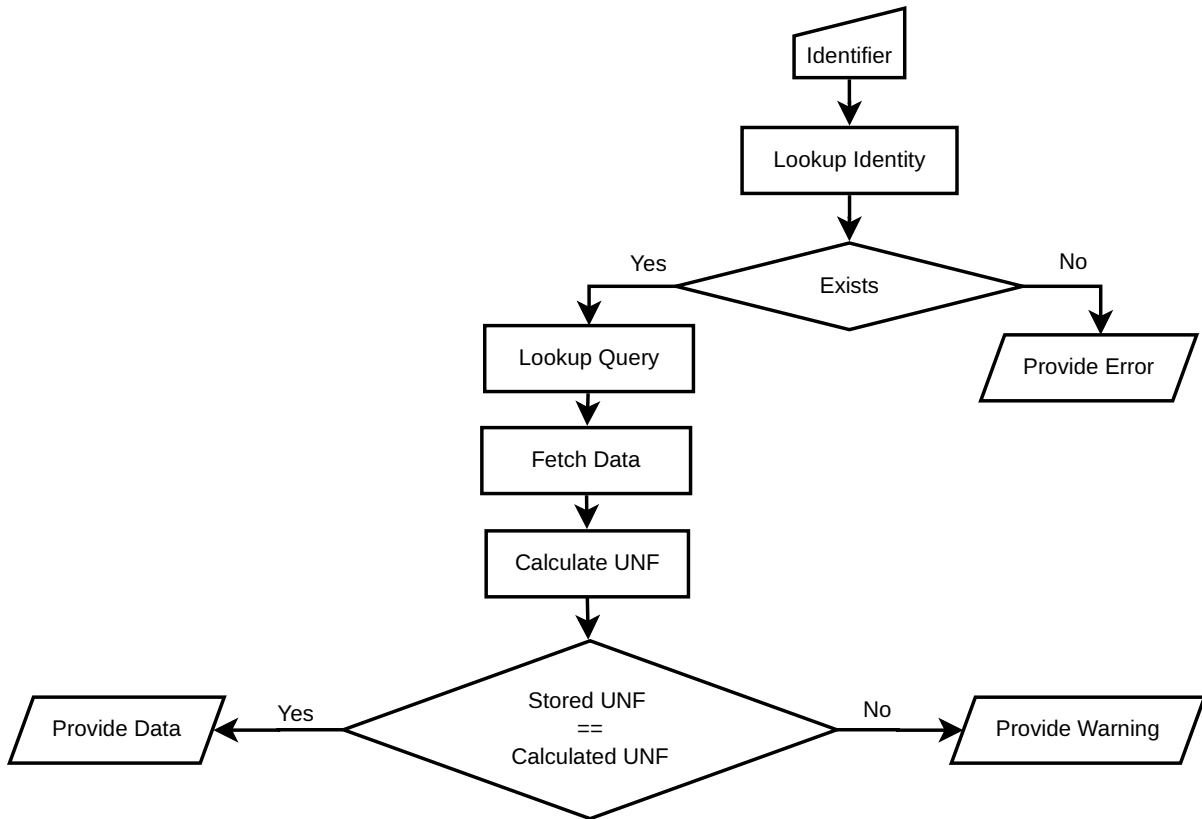 Identifier
Lookup Identity
Yes
No
Exists
Lookup Query
Provide Error
Fetch Data
Calculate UNF
Stored UNF
==
Calculated UNF
Yes
No
Provide Data
Provide Warning